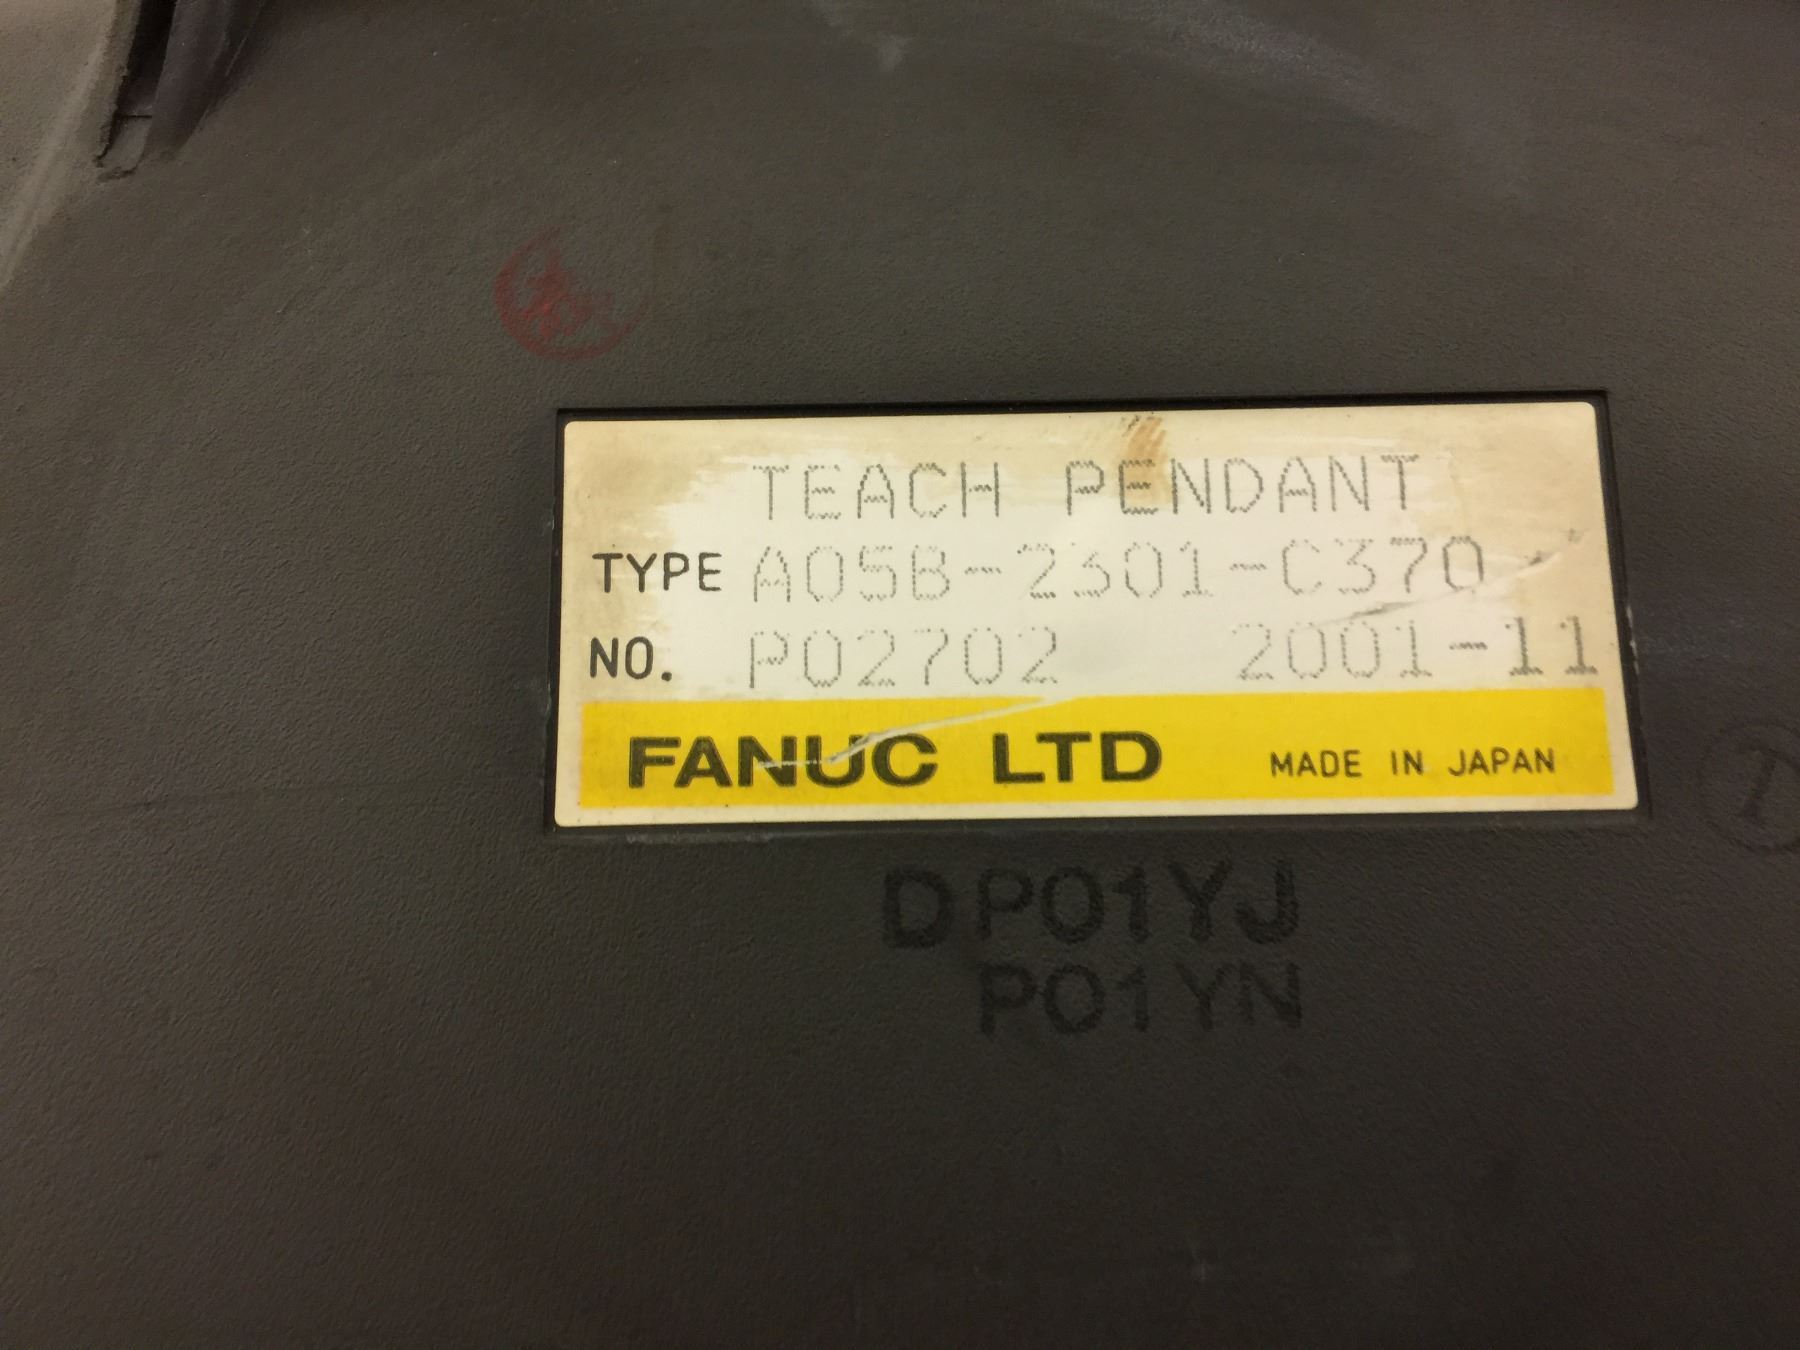 TEACH PENDANT
TYPE A05B-2301-C370
NO. P02702 2001-11
FANUC LTD MADE IN JAPAN
DP01YJ
P01YN